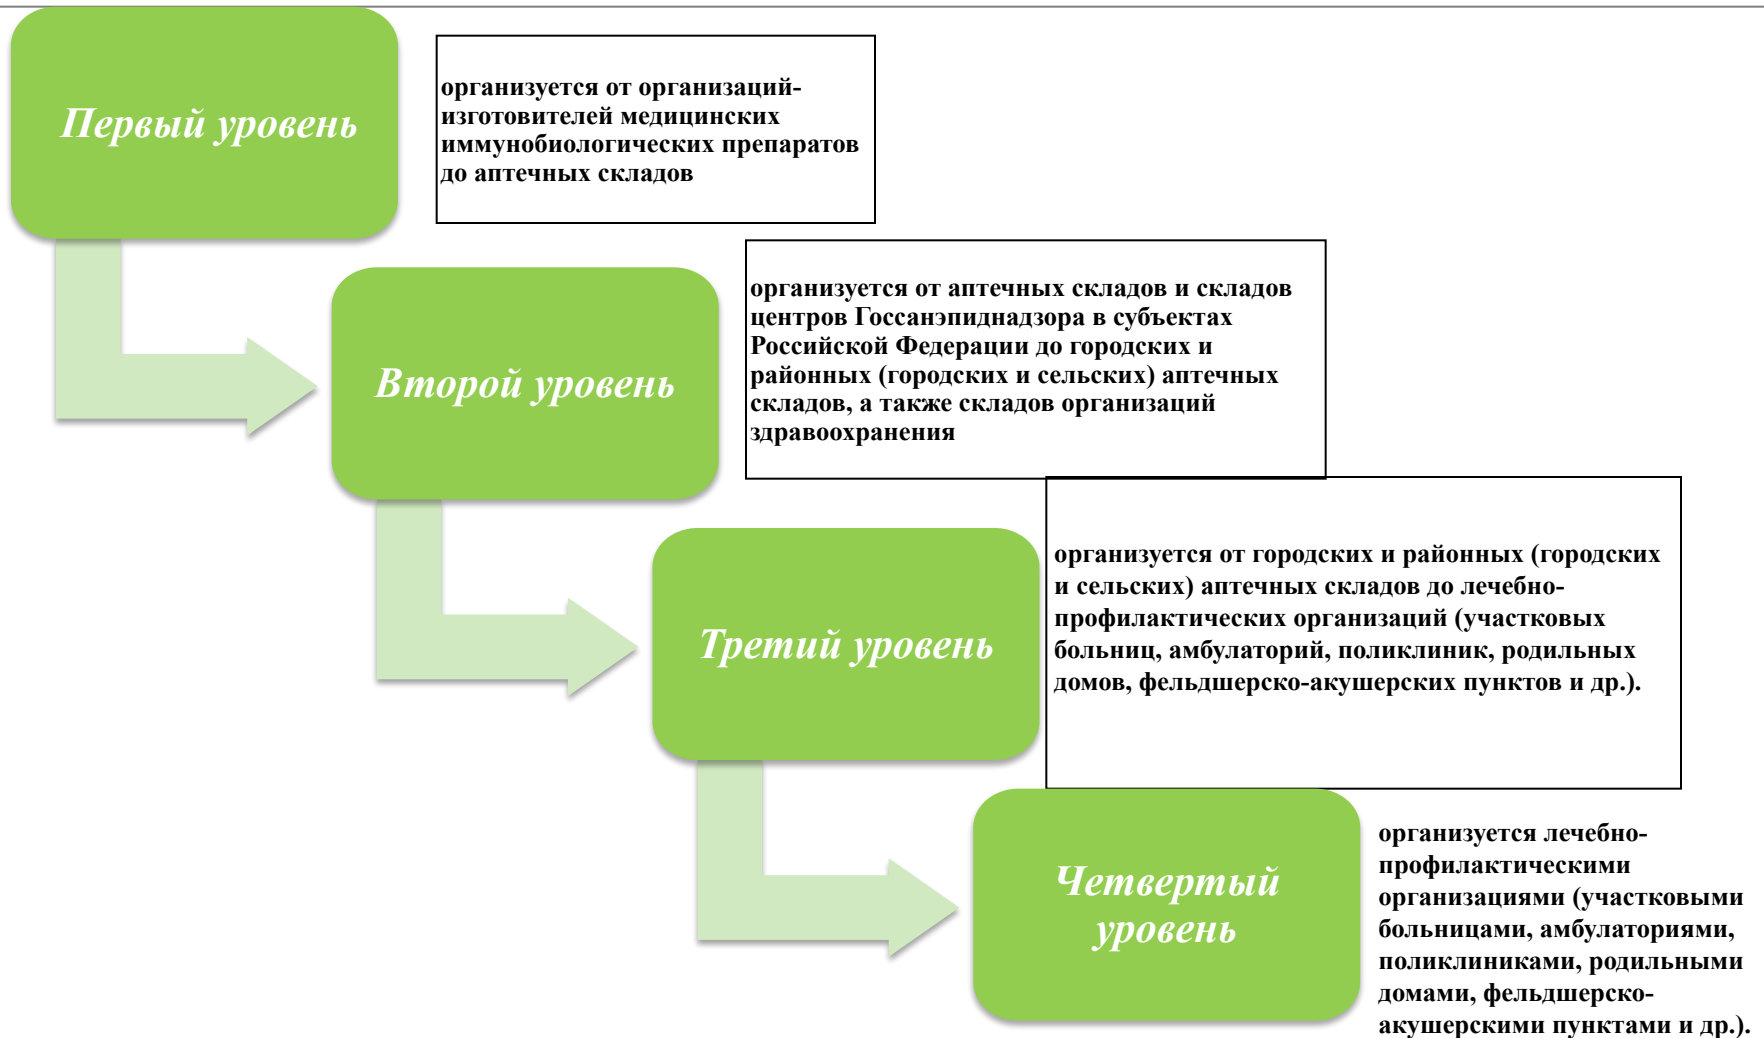 Первый уровень
организуется от организаций-
изготовителей медицинских
иммунобиологических препаратов
до аптечных складов
Второй уровень
организуется от аптечных складов и складов
центров Госсанэпиднадзора в субъектах
Российской Федерации до городских и
районных (городских и сельских) аптечных
складов, а также складов организаций
здравоохранения
Третий уровень
организуется от городских и районных (городских
и сельских) аптечных складов до лечебно-
профилактических организаций (участковых
больниц, амбулаторий, поликлиник, родильных
домов, фельдшерско-акушерских пунктов и др.).
Четвертый
уровень
организуется лечебно-
профилактическими
организациями (участковыми
больницами, амбулаториями,
поликлиниками, родильными
домами, фельдшерско-
акушерскими пунктами и др.).